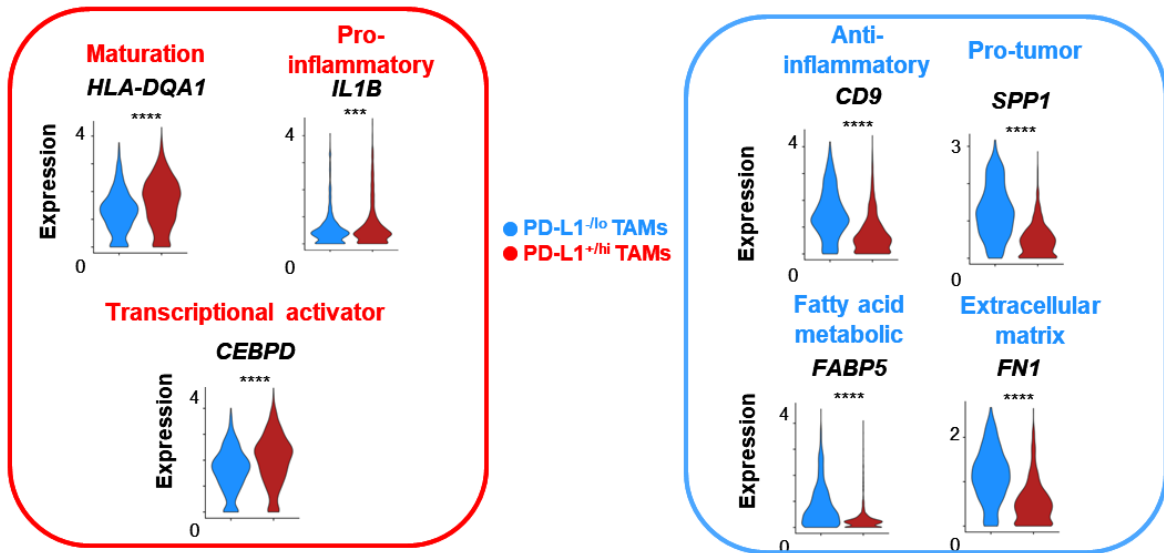 Maturation
HLA-DQA1
****
4
Expression
0
Pro-
inflammatory
IL1B
***
4
0
Transcriptional activator
CEBPD
****
4
Expression
0
PD-L1-/lo TAMs
PD-L1+/hi TAMs
Anti-
inflammatory
CD9
****
4
Expression
0
Pro-tumor
SPP1
****
3
0
Fatty acid
metabolic
FABP5
****
4
Expression
0
Extracellular
matrix
FN1
****
2
0